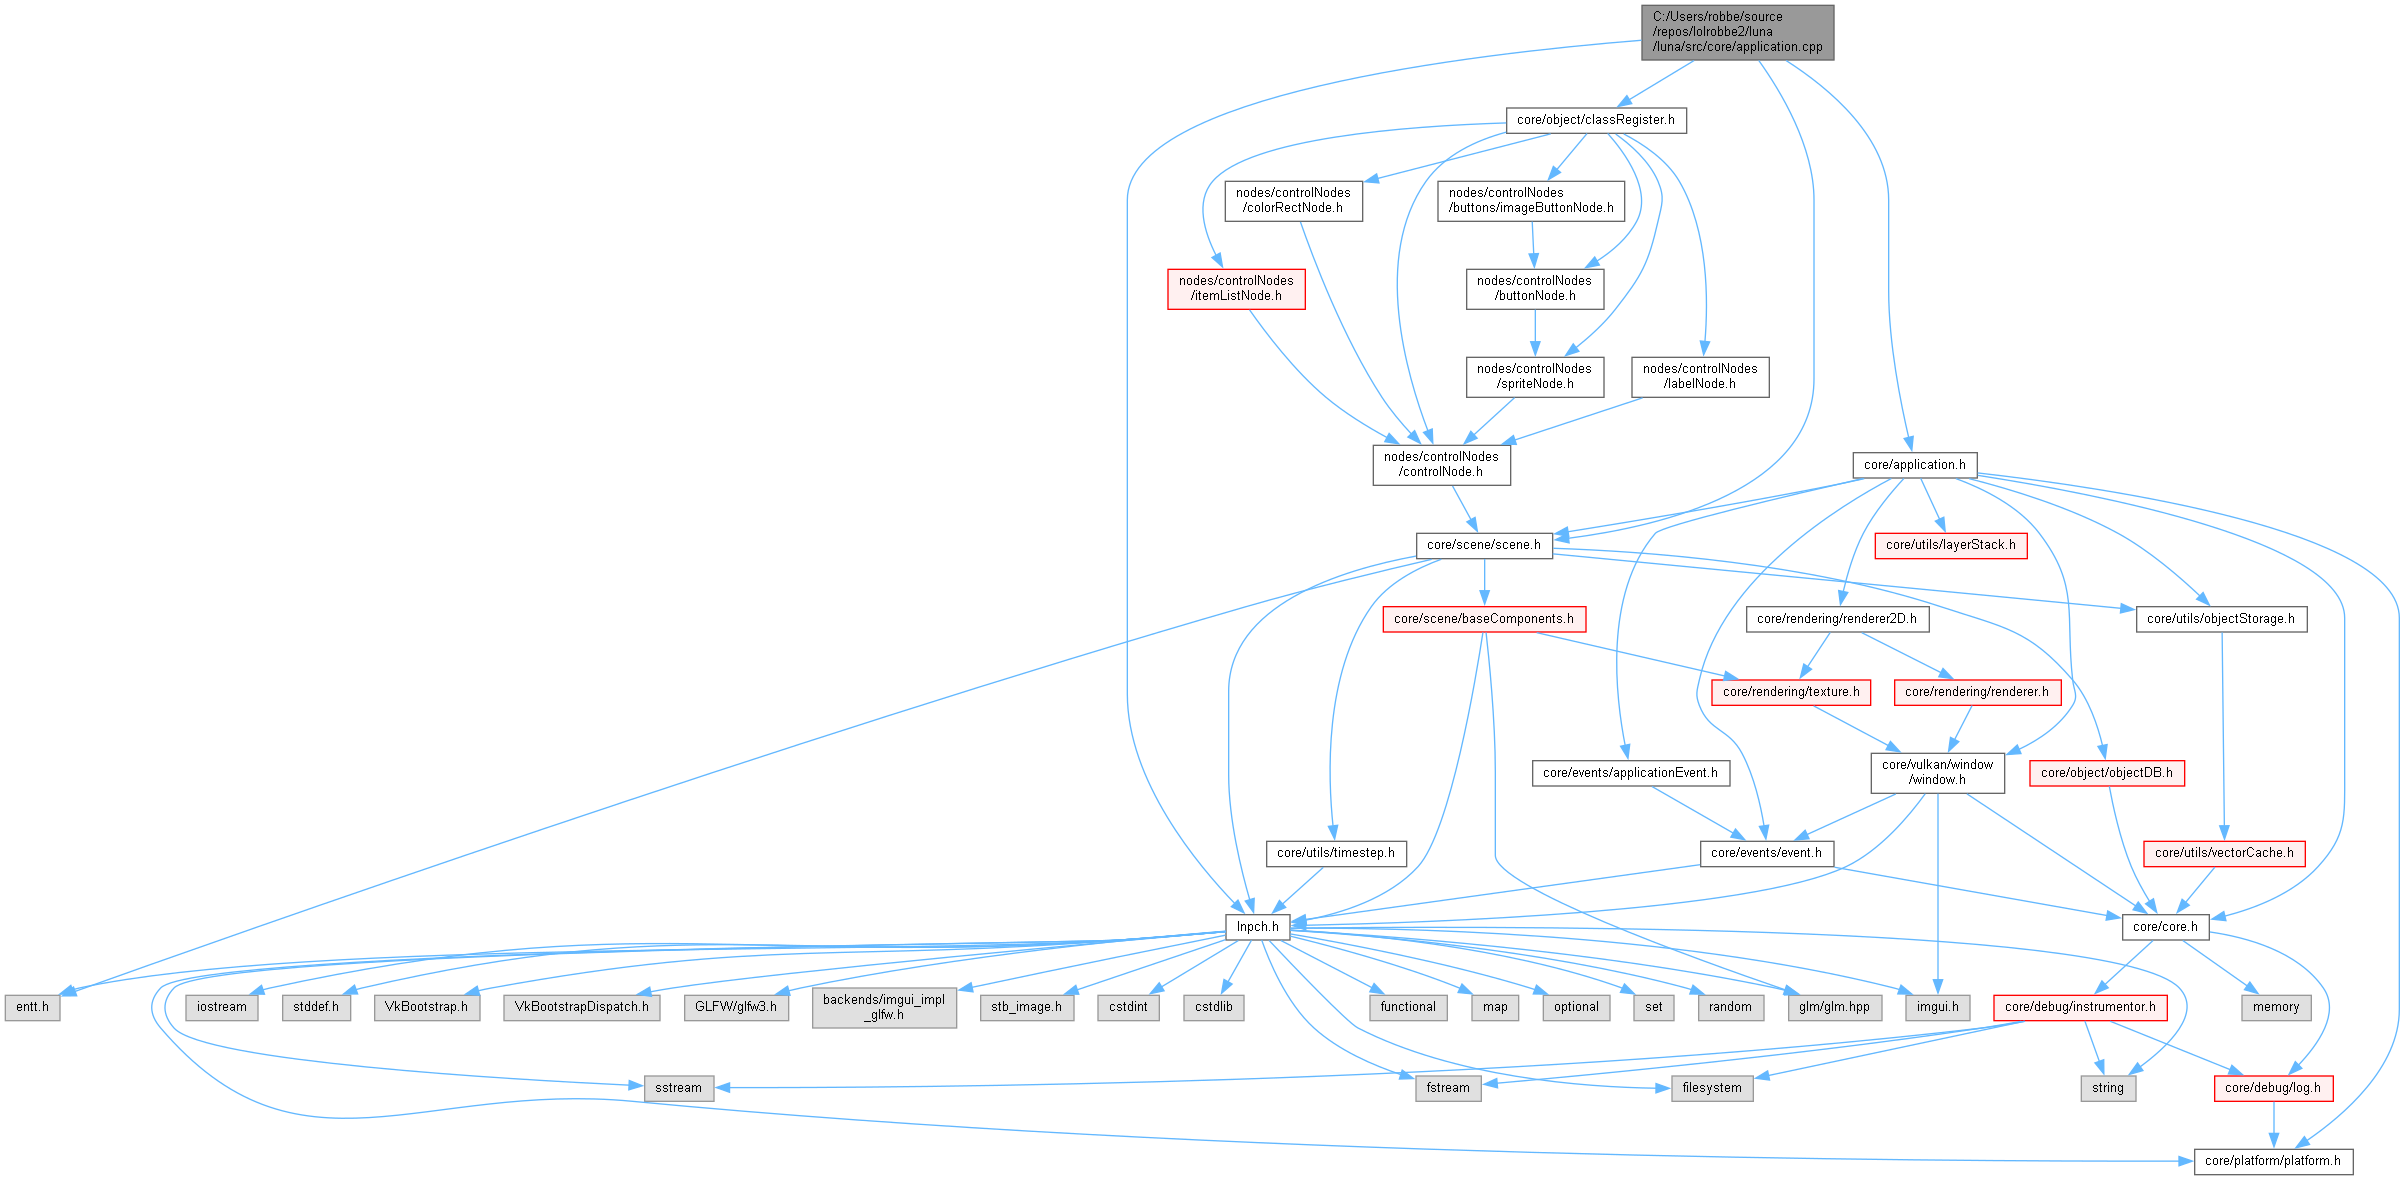 C:/Users/robbe/source
/repos/lolrobbe2/luna
/luna/src/core/application.cpp
core/object/classRegister.h
nodes/controlNodes
/colorRectNode.h
nodes/controlNodes
/buttons/imageButtonNode.h
nodes/controlNodes
/itemListNode.h
nodes/controlNodes
/buttonNode.h
nodes/controlNodes
/spriteNode.h
nodes/controlNodes
/labelNode.h
nodes/controlNodes
/controlNode.h
core/application.h
core/scene/scene.h
core/utils/layerStack.h
core/scene/baseComponents.h
core/rendering/renderer2D.h
core/utils/objectStorage.h
core/rendering/texture.h
core/rendering/renderer.h
core/events/applicationEvent.h
core/vulkan/window
/window.h
core/object/objectDB.h
core/utils/timestep.h
core/events/event.h
core/utils/vectorCache.h
lnpch.h
core/core.h
entt.h
iostream
stddef.h
VkBootstrap.h
VkBootstrapDispatch.h
GLFW/glfw3.h
backends/imgui_impl
_glfw.h
stb_image.h
cstdint
cstdlib
functional
map
optional
set
random
glm/glm.hpp
imgui.h
core/debug/instrumentor.h
memory
sstream
fstream
filesystem
string
core/debug/log.h
core/platform/platform.h